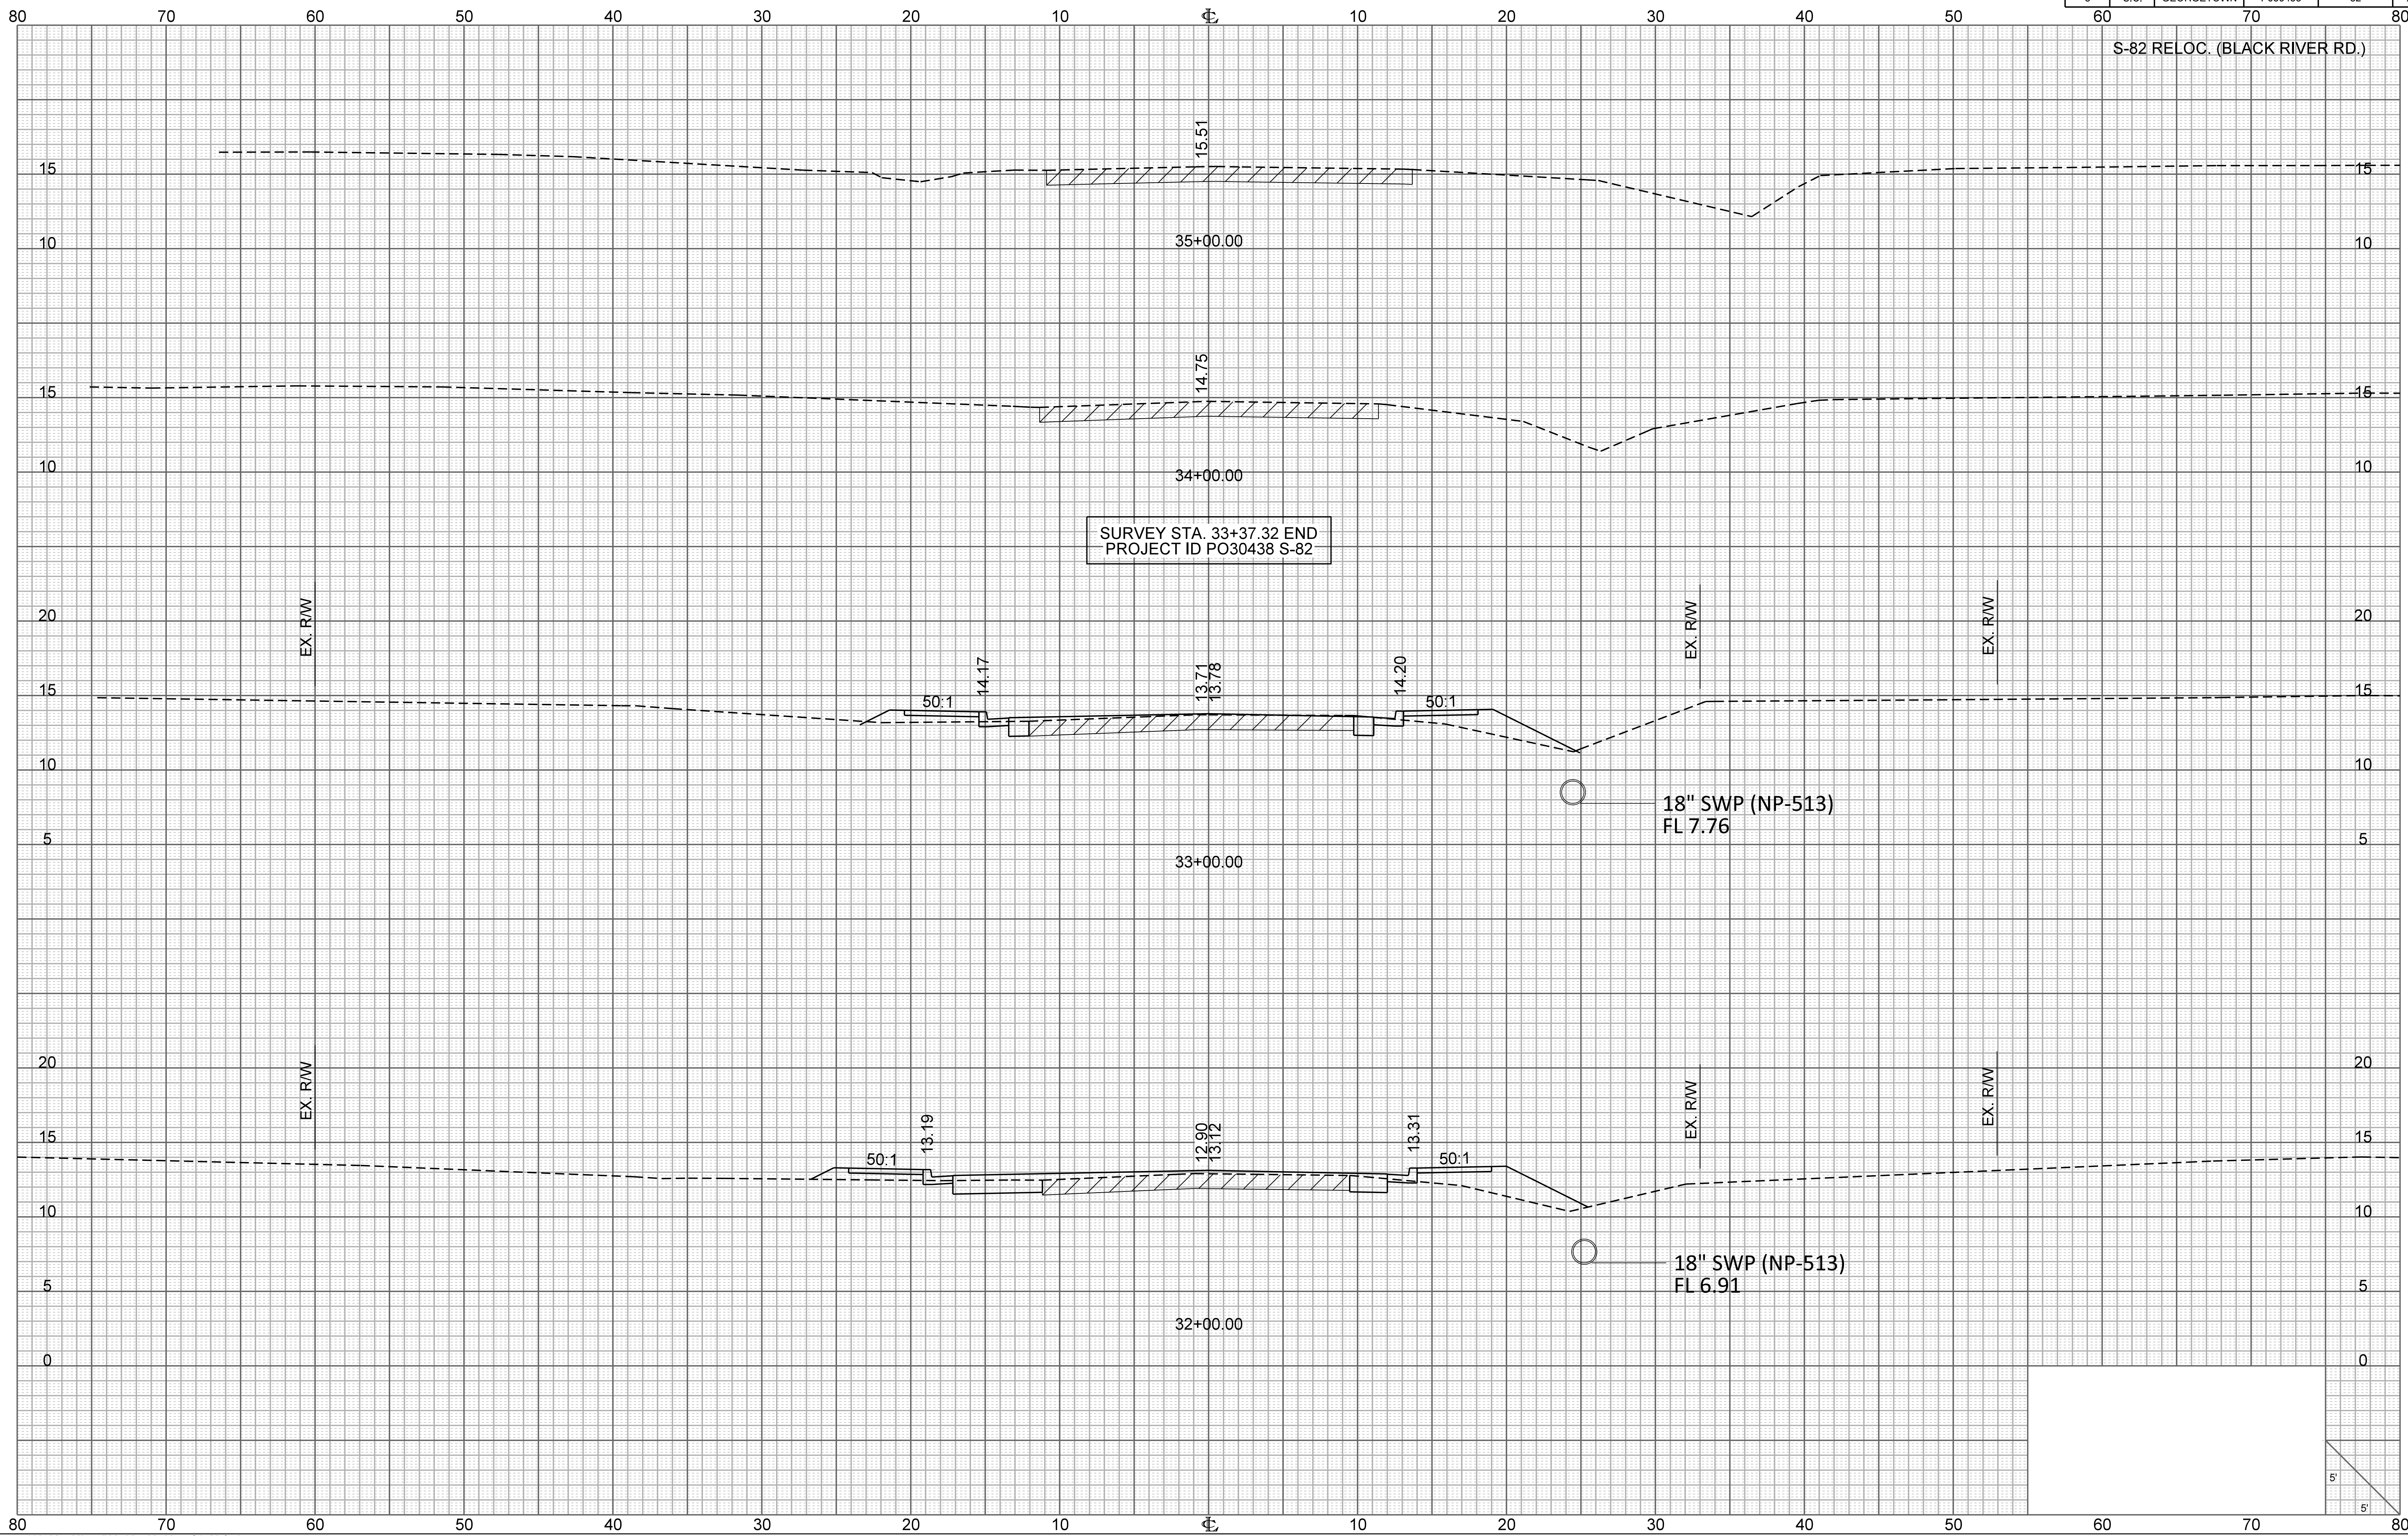 80 70 60 50 40 30 20 10 ℄ 10 20 30 40 50 60 70 80
S-82 RELOC. (BLACK RIVER RD.)
15.51
15 15
10 10
35+00.00
14.75
15 15
10 10
34+00.00
SURVEY STA. 33+37.32 END
PROJECT ID PO30438 S-82
EX. R/W EX. R/W EX. R/W
20 20
14.17 13.71 13.78 14.20
15 15
50:1 50:1
10 10
18" SWP (NP-513)
FL 7.76
5 5
33+00.00
EX. R/W EX. R/W EX. R/W
20 20
13.19 12.90 13.12 13.31
15 15
50:1 50:1
10 10
18" SWP (NP-513)
FL 6.91
5 5
32+00.00
0 0
5'
5'
80 70 60 50 40 30 20 10 ℄ 10 20 30 40 50 60 70 80